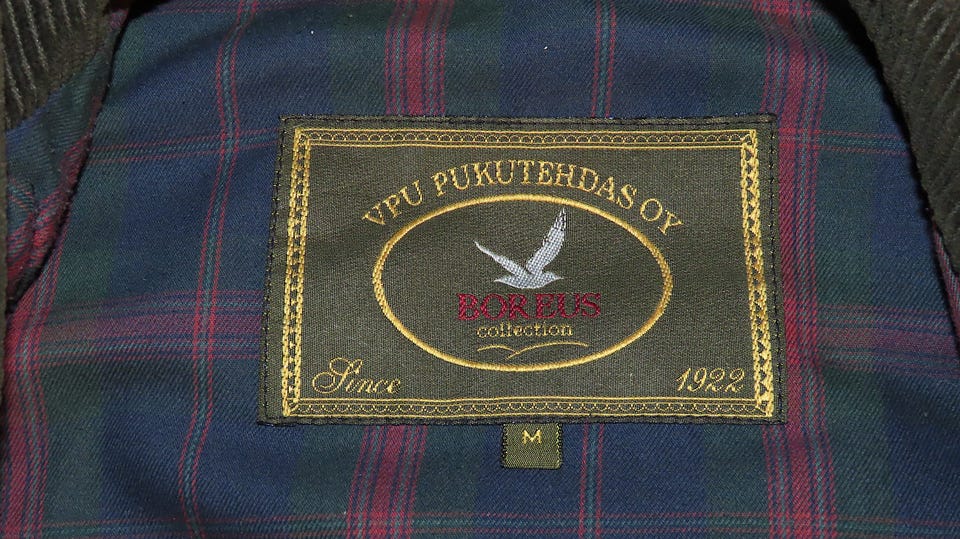 VPU PUKUTEHDAS OY
BOREUS
collection
Since 1922
M